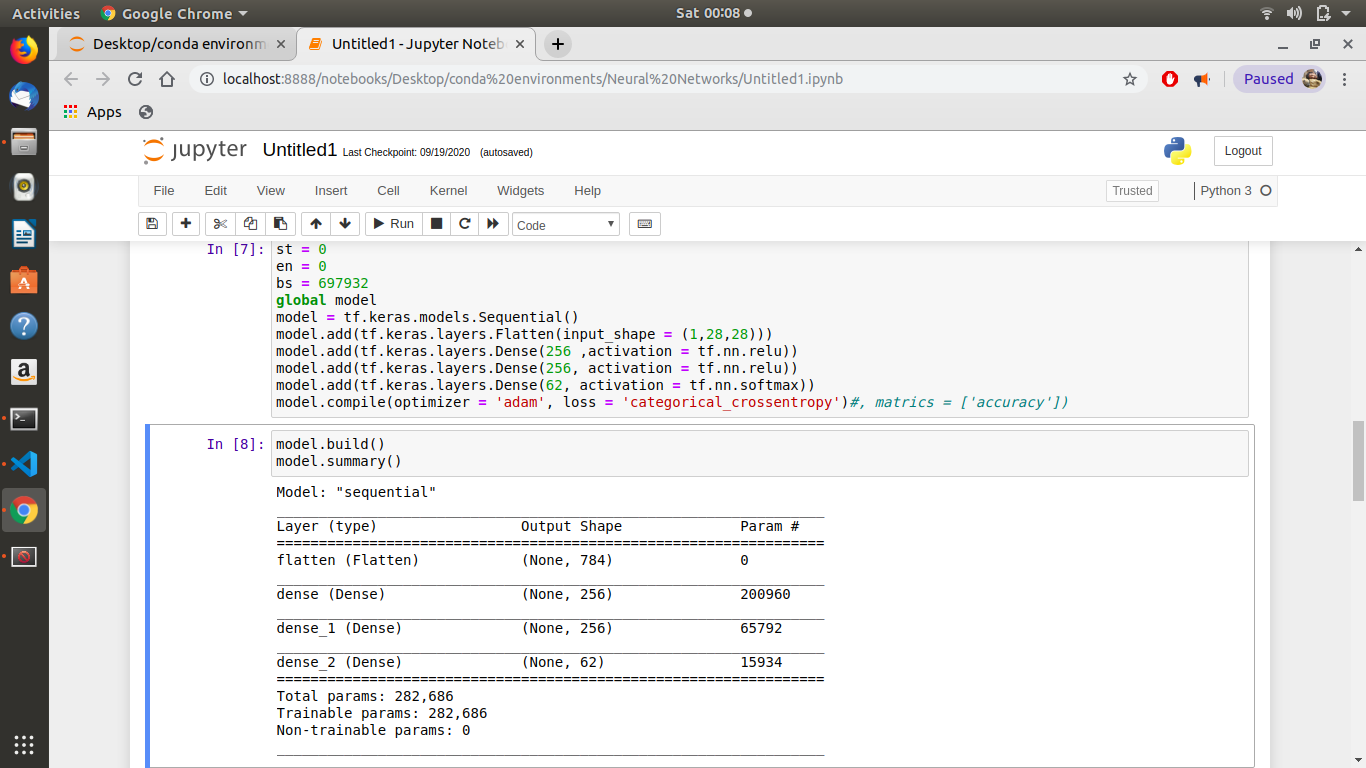 Activities Google Chrome Sat 00:08
Desktop/conda environm Untitled1 - Jupyter Noteb
localhost:8888/notebooks/Desktop/conda%20environments/Neural%20Networks/Untitled1.ipynb Paused
Apps
jupyter Untitled1 Last Checkpoint: 09/19/2020 (autosaved) Logout
File Edit View Insert Cell Kernel Widgets Help Trusted Python 3
Run Code
In [7]: st = 0
en = 0
bs = 697932
global model
model = tf.keras.models.Sequential()
model.add(tf.keras.layers.Flatten(input_shape = (1,28,28)))
model.add(tf.keras.layers.Dense(256 ,activation = tf.nn.relu))
model.add(tf.keras.layers.Dense(256, activation = tf.nn.relu))
model.add(tf.keras.layers.Dense(62, activation = tf.nn.softmax))
model.compile(optimizer = 'adam', loss = 'categorical_crossentropy')#, matrics = ['accuracy'])
In [8]: model.build()
model.summary()
Model: "sequential"
_________________________________________________________________
Layer (type) Output Shape Param #
=================================================================
flatten (Flatten) (None, 784) 0
_________________________________________________________________
dense (Dense) (None, 256) 200960
_________________________________________________________________
dense_1 (Dense) (None, 256) 65792
_________________________________________________________________
dense_2 (Dense) (None, 62) 15934
=================================================================
Total params: 282,686
Trainable params: 282,686
Non-trainable params: 0
_________________________________________________________________